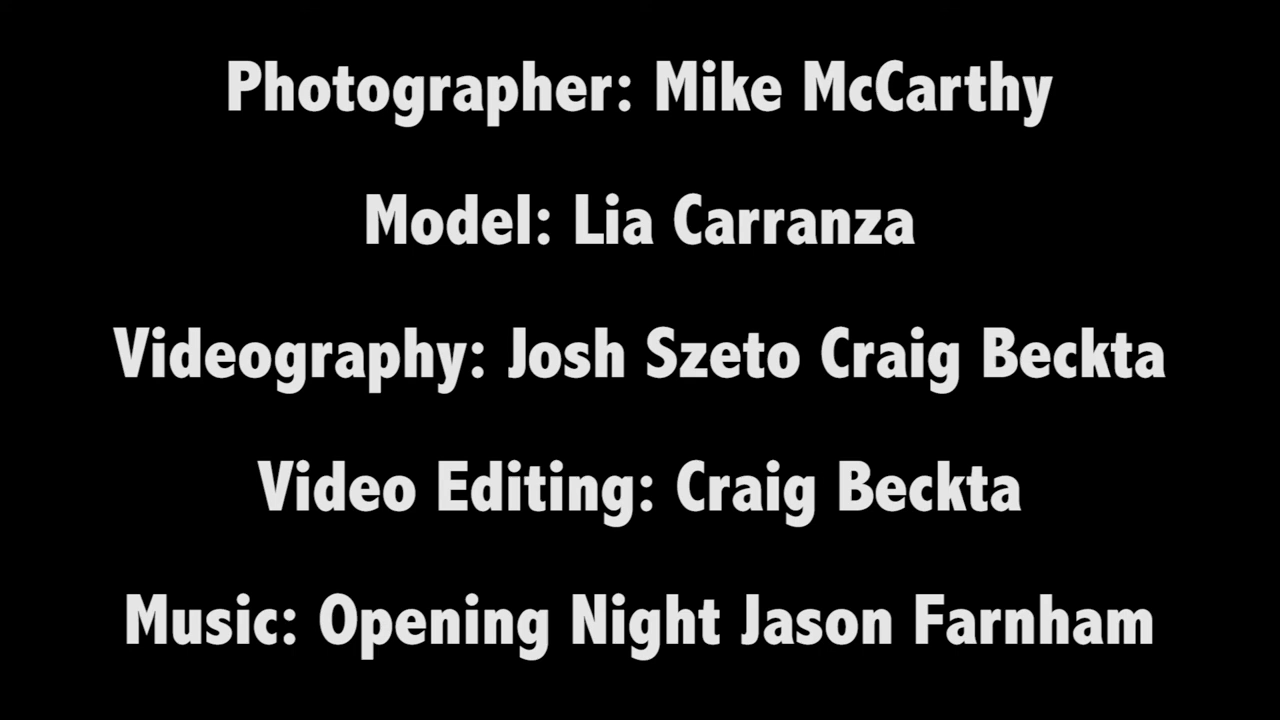 Photographer: Mike McCarthy
Model: Lia Carranza
Videography: Josh Szeto Craig Beckta
Video Editing: Craig Beckta
Music: Opening Night Jason Farnham